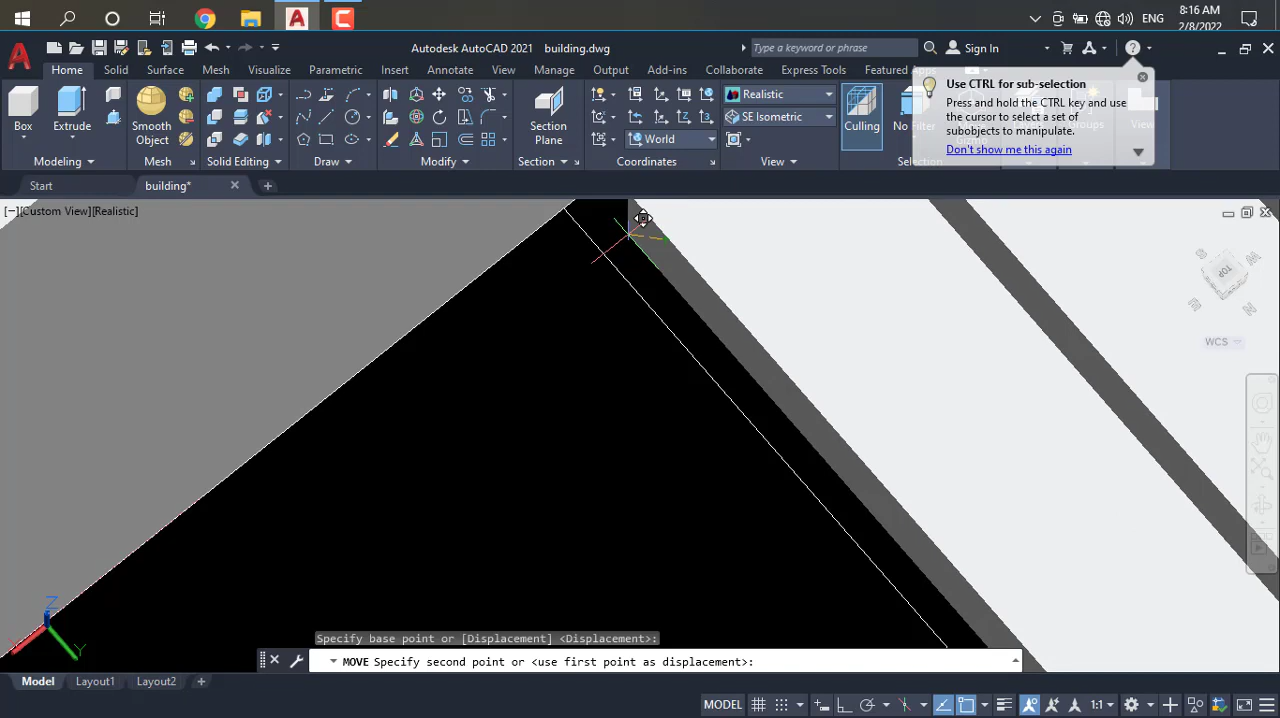 8:16 AM
ENG
2/8/2022
Autodesk AutoCAD 2021 building.dwg
Type a keyword or phrase
Sign In
Home Solid Surface Mesh Visualize Parametric Insert Annotate View Manage Output Add-ins Collaborate Express Tools Featured Apps
Use CTRL for sub-selection
Press and hold the CTRL key and use
the cursor to select a set of
subobjects to manipulate.
Don't show me this again
Box
Extrude
Smooth
Object
Section
Plane
Realistic
SE Isometric
World
Culling
No Filter
Groups
View
Modeling
Mesh
Solid Editing
Draw
Modify
Section
Coordinates
View
Start
building*
[−][Custom View][Realistic]
S
W
TOP
E
N
WCS
Z
X
Y
Specify base point or [Displacement] <Displacement>:
MOVE Specify second point or <use first point as displacement>:
Model
Layout1
Layout2
MODEL
1:1